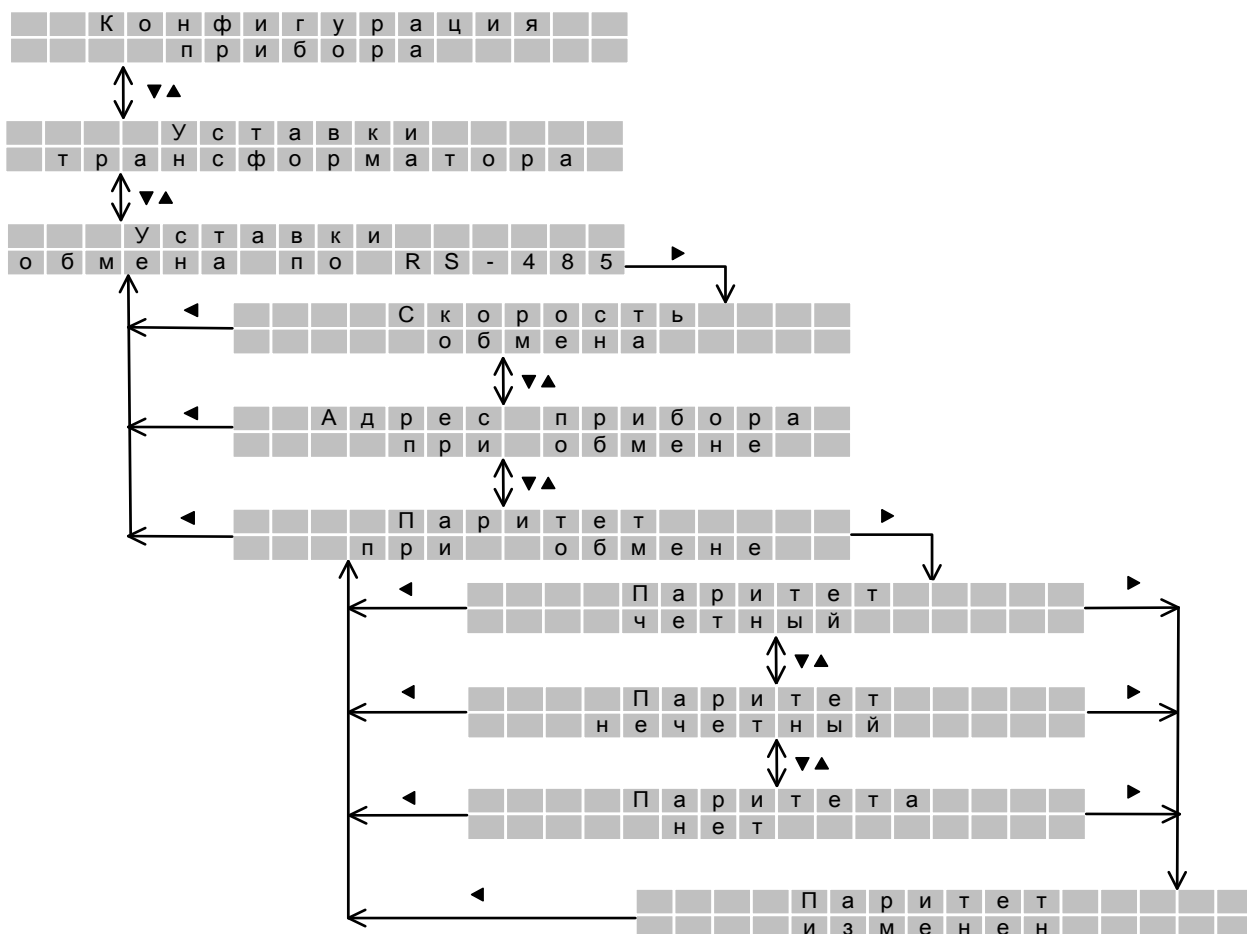 Конфигурация
прибора
Уставки
трансформатора
Уставки
обмена по RS-485
Скорость
обмена
Адрес прибора
при обмене
Паритет
при обмене
Паритет
четный
Паритет
нечетный
Паритета
нет
Паритет
изменен